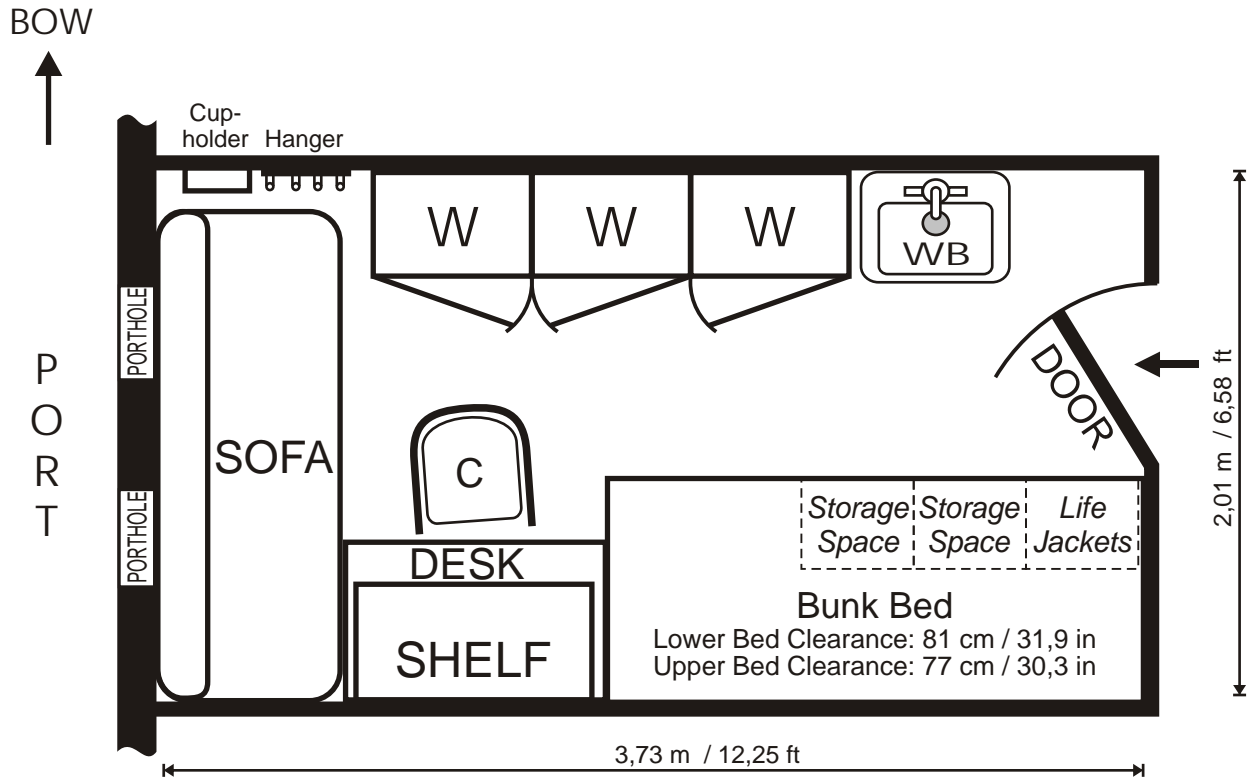 BOW
Cup-
holder
Hanger
W
W
W
WB
PORTHOLE
DOOR
PORT
2,01 m / 6,58 ft
C
SOFA
PORTHOLE
Storage
Space
Storage
Space
Life
Jackets
DESK
SHELF
Bunk Bed
Lower Bed Clearance: 81 cm / 31,9 in
Upper Bed Clearance: 77 cm / 30,3 in
3,73 m / 12,25 ft